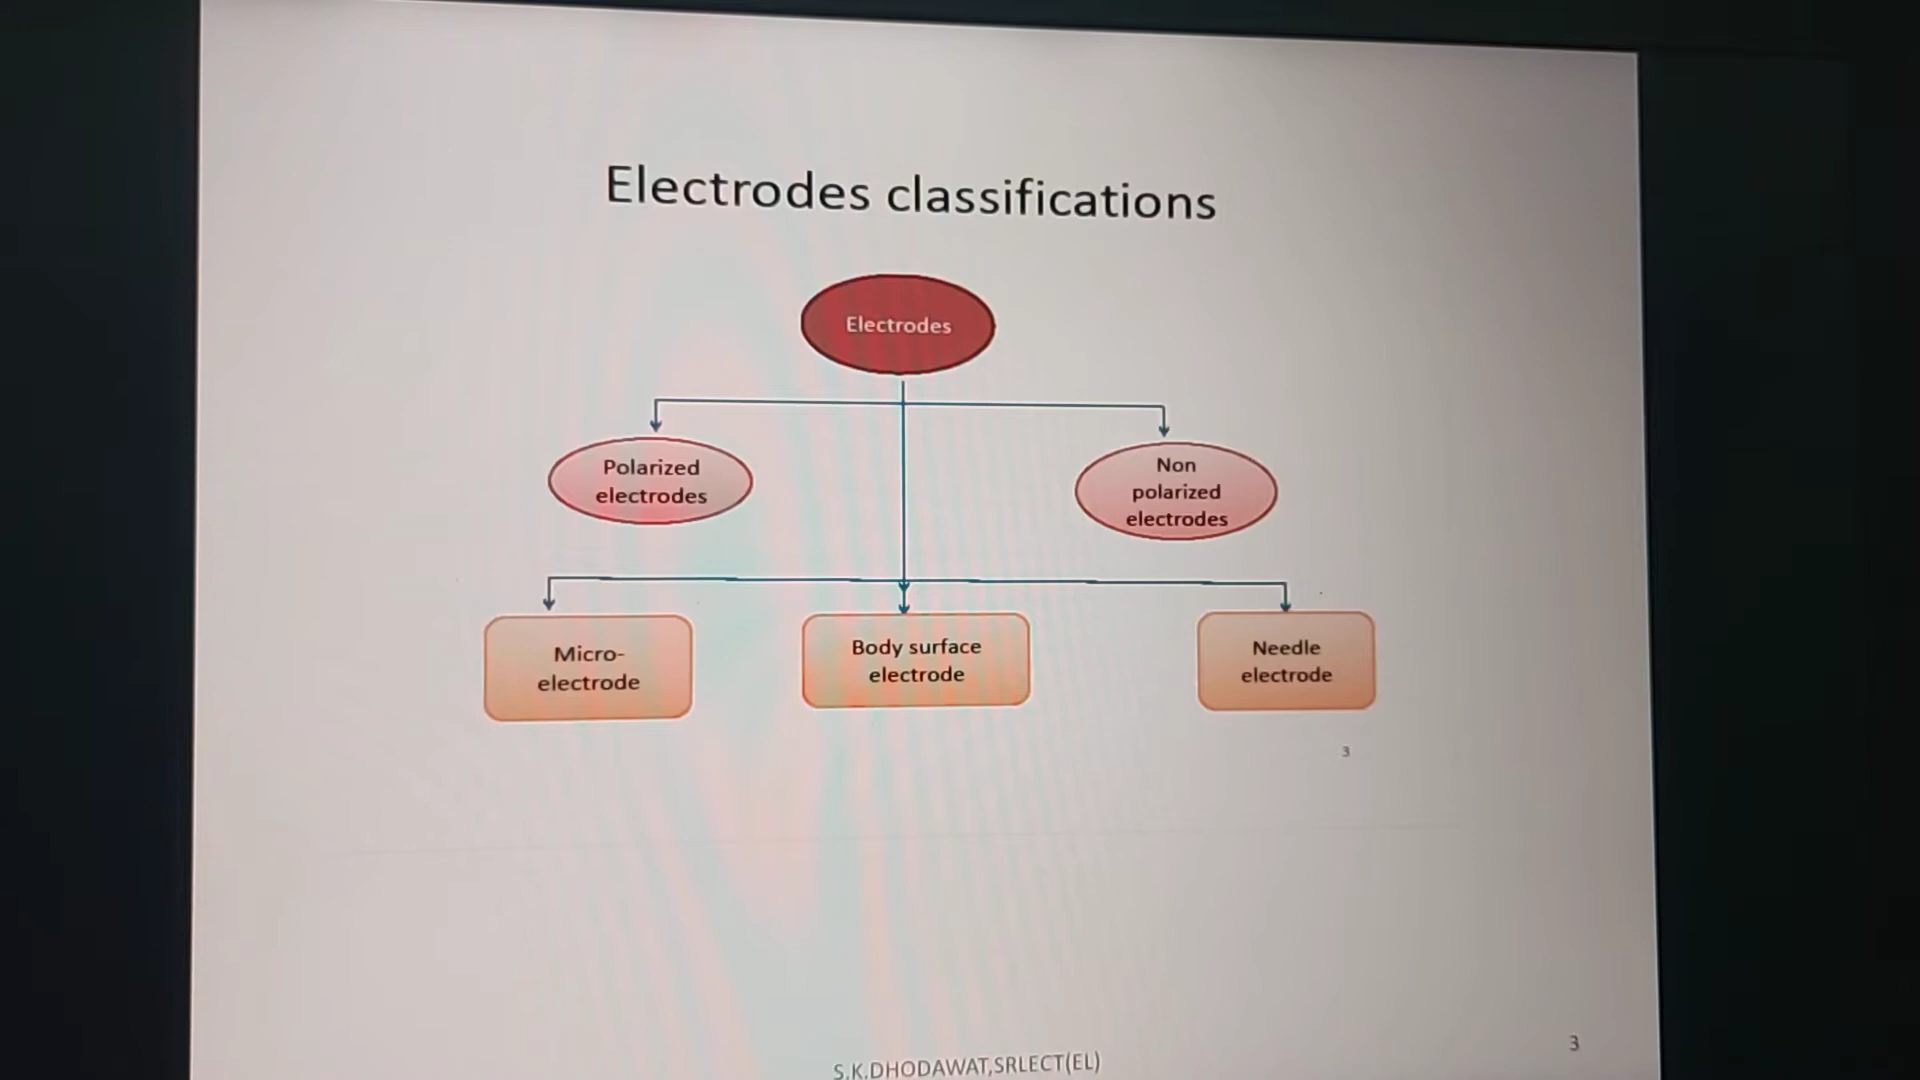 Electrodes classifications
Electrodes
Polarized
electrodes
Non
polarized
electrodes
Micro-
electrode
Body surface
electrode
Needle
electrode
3
S.K.DHODAWAT,SRLECT(EL)
3